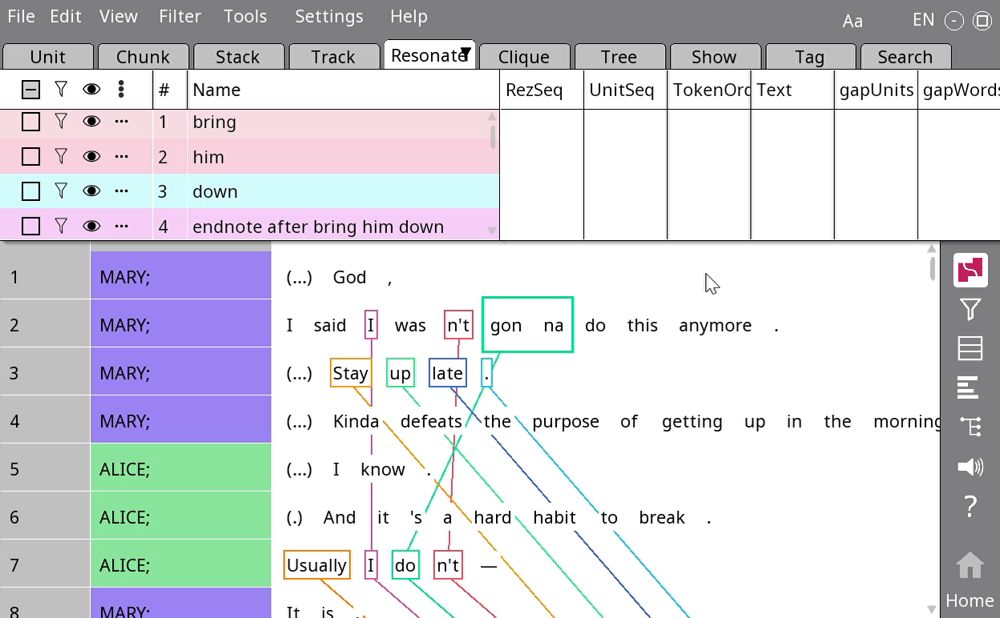 File Edit View Filter Tools Settings Help Aa EN
Unit Chunk Stack Track Resonate Clique Tree Show Tag Search
# Name RezSeq UnitSeq TokenOrd Text gapUnits gapWords
1 bring
2 him
3 down
4 endnote after bring him down
1 MARY; (...) God ,
2 MARY; I said I was n't gon na do this anymore .
3 MARY; (...) Stay up late .
4 MARY; (...) Kinda defeats the purpose of getting up in the morning
5 ALICE; (...) I know .
6 ALICE; (.) And it 's a hard habit to break .
7 ALICE; Usually I do n't —
8 MARY; It is .
? Home